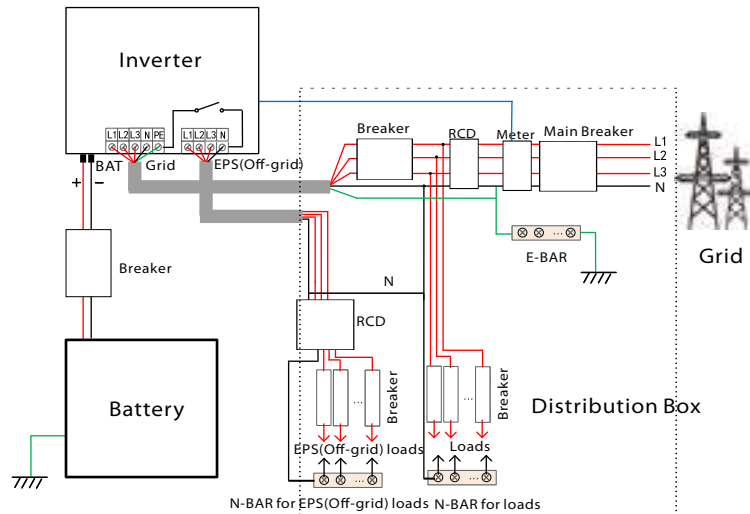 Inverter
L1 L2 L3 N PE
L1 L2 L3 N
BAT
Grid
EPS(Off-grid)
+
−
Breaker
RCD
Meter
Main Breaker
L1
L2
L3
N
Grid
E-BAR
Breaker
N
RCD
Battery
...
Breaker
...
Breaker
Distribution Box
EPS(Off-grid) loads
Loads
...
...
...
N-BAR for EPS(Off-grid) loads
N-BAR for loads